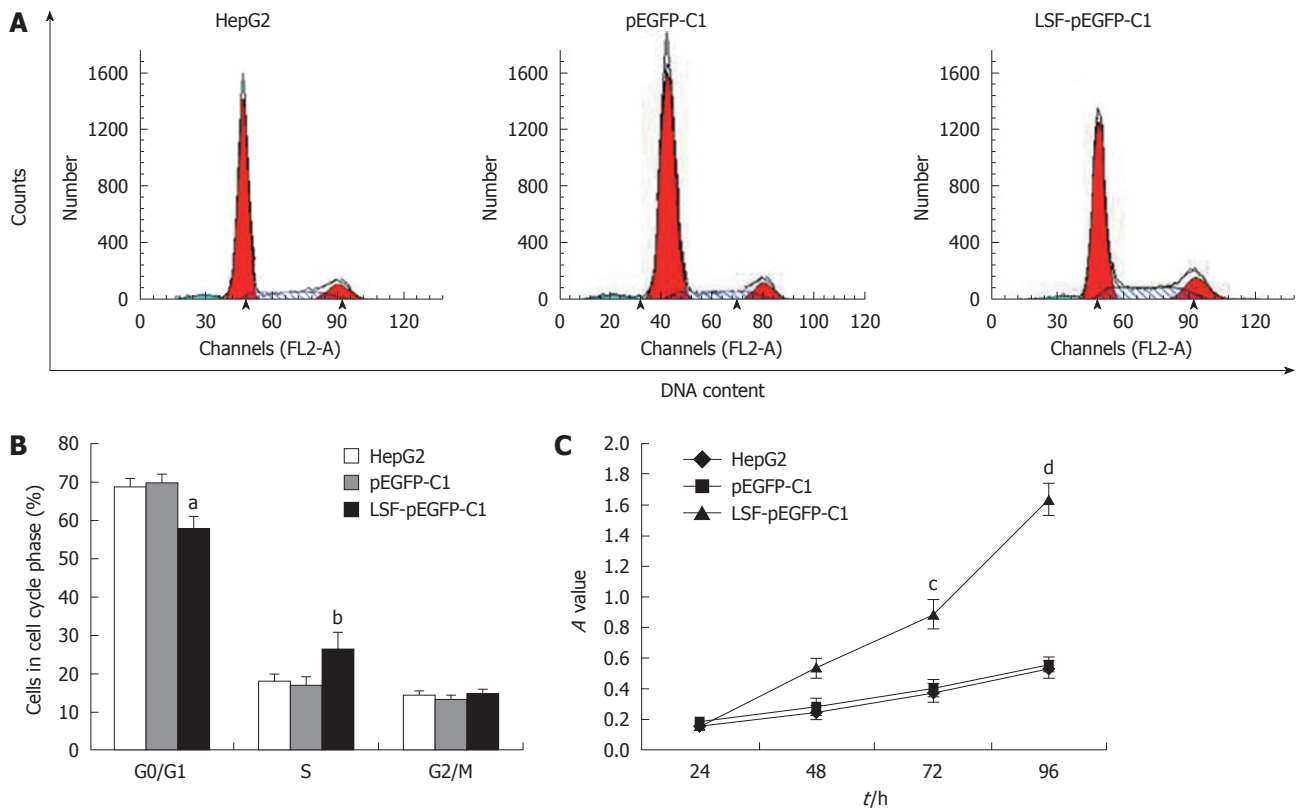 A
HepG2
pEGFP-C1
LSF-pEGFP-C1
Counts
Number
1600
1200
800
400
0
0 30 60 90 120
Channels (FL2-A)
Number
1600
1200
800
400
0
0 20 40 60 80 100 120
Channels (FL2-A)
Number
1600
1200
800
400
0
0 30 60 90 120
Channels (FL2-A)
DNA content
B
Cells in cell cycle phase (%)
80
70
60
50
40
30
20
10
0
HepG2
pEGFP-C1
LSF-pEGFP-C1
a
b
G0/G1 S G2/M
C
A value
2.0
1.8
1.6
1.4
1.2
1.0
0.8
0.6
0.4
0.2
0.0
HepG2
pEGFP-C1
LSF-pEGFP-C1
c
d
24 48 72 96
t/h